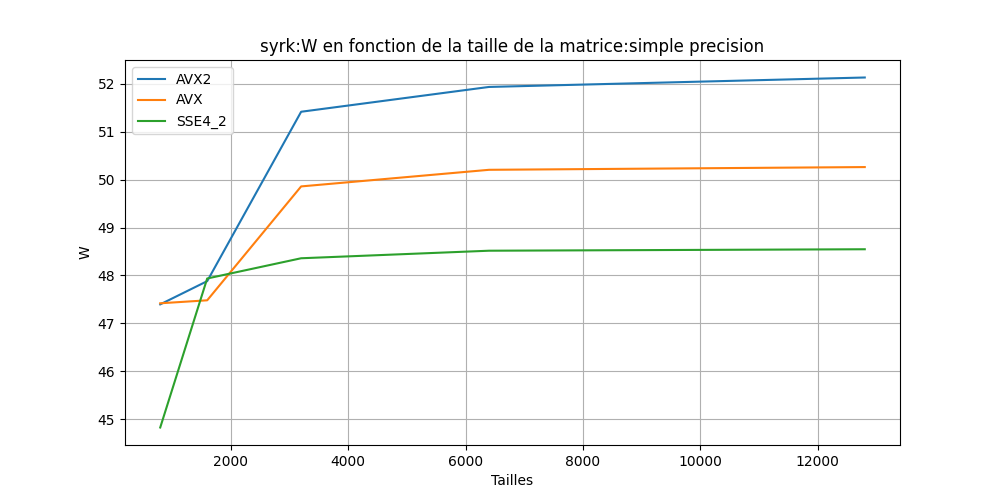 syrk:W en fonction de la taille de la matrice:simple precision
AVX2
AVX
SSE4_2
W
52
51
50
49
48
47
46
45
2000 4000 6000 8000 10000 12000
Tailles